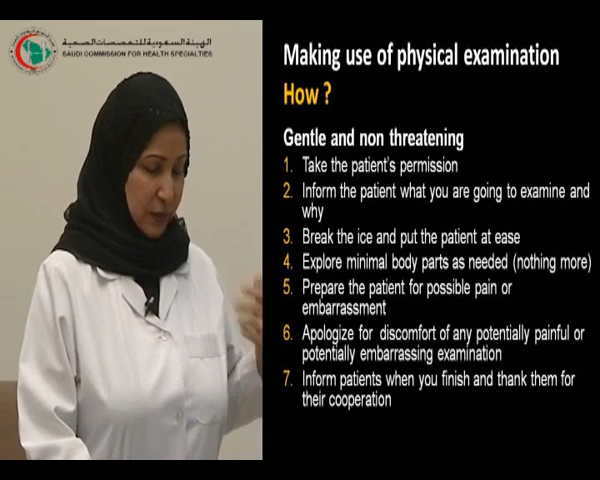 الهيئة السعودية للتخصصات الصحية
SAUDI COMMISSION FOR HEALTH SPECIALTIES
Making use of physical examination
How ?
Gentle and non threatening
1. Take the patient's permission
2. Inform the patient what you are going to examine and
why
3. Break the ice and put the patient at ease
4. Explore minimal body parts as needed (nothing more)
5. Prepare the patient for possible pain or
embarrassment
6. Apologize for discomfort of any potentially painful or
potentially embarrassing examination
7. Inform patients when you finish and thank them for
their cooperation